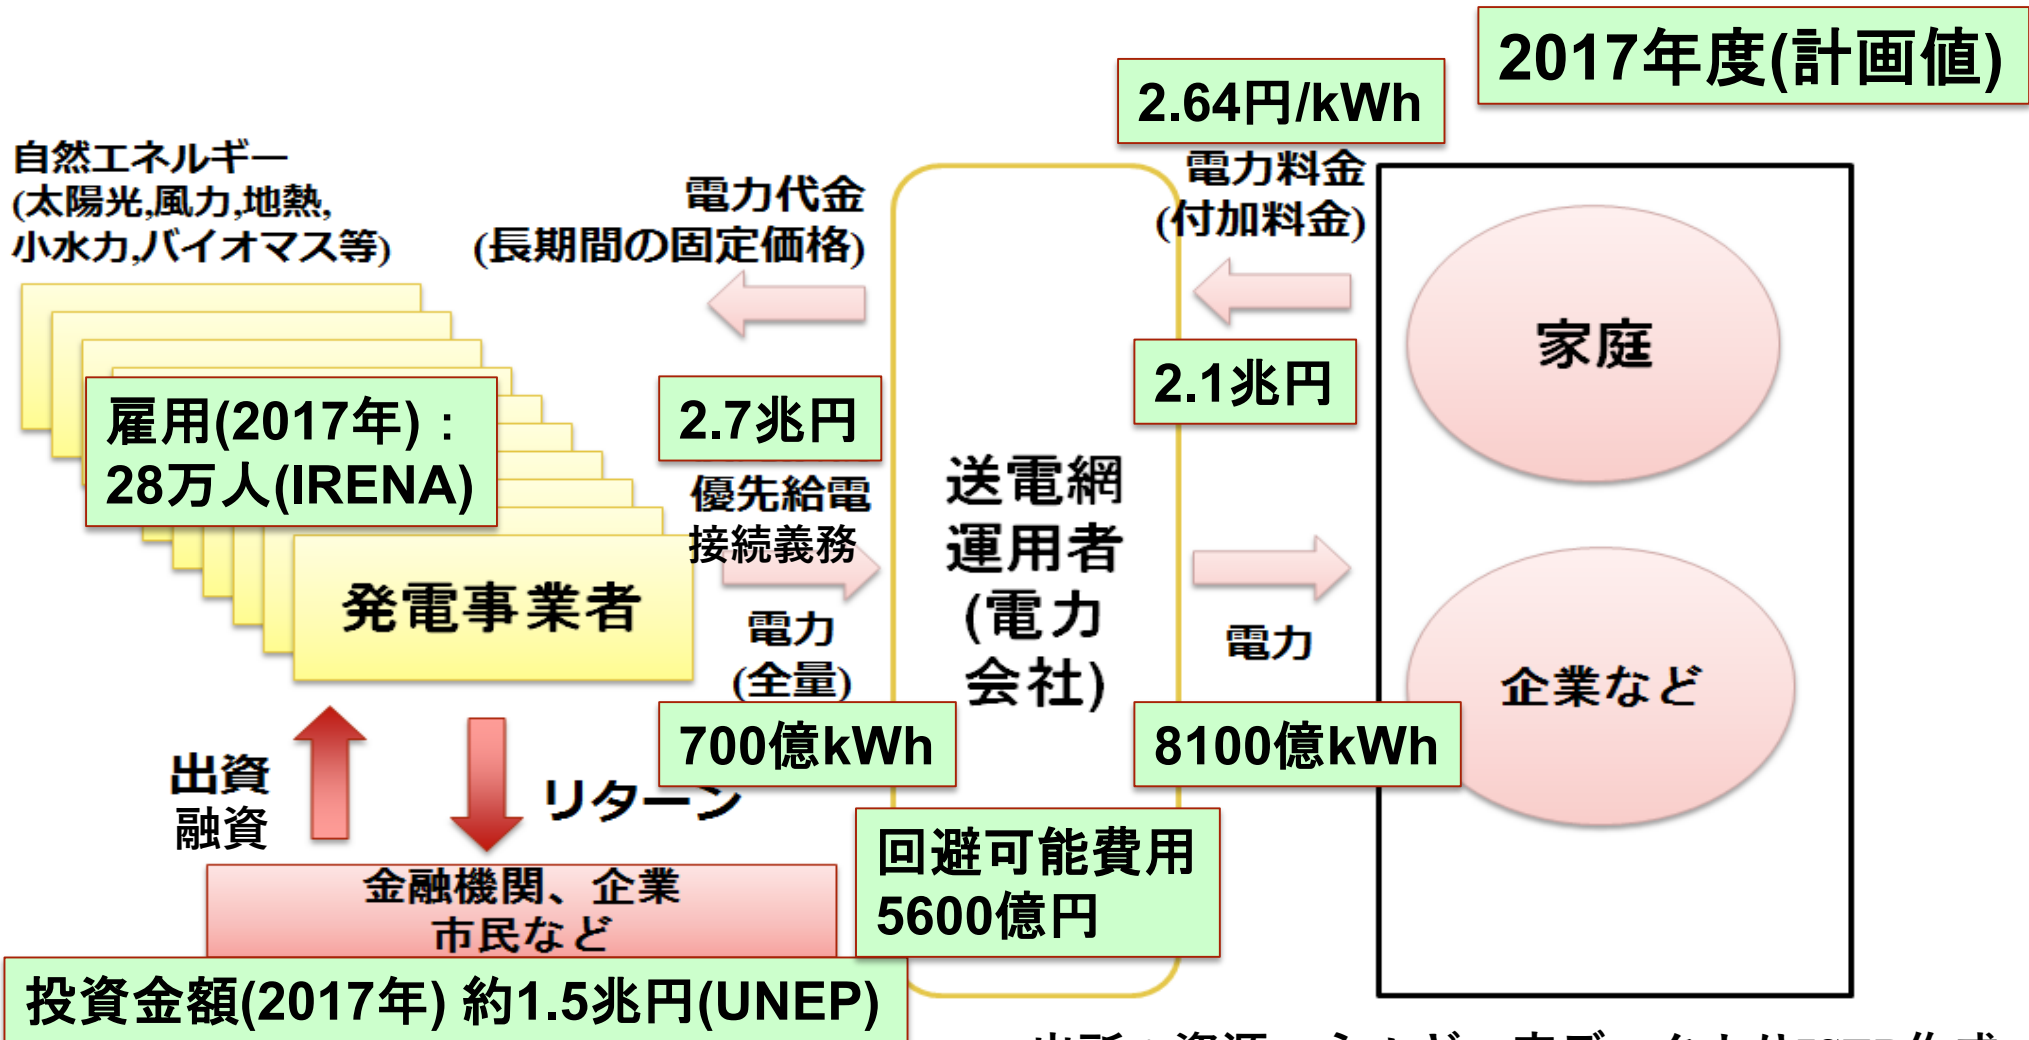 2017年度(計画値)
2.64円/kWh
自然エネルギー
(太陽光,風力,地熱,
小水力,バイオマス等)
電力代金
(長期間の固定価格)
電力料金
(付加料金)
家庭
2.1兆円
雇用(2017年)：
28万人(IRENA)
2.7兆円
優先給電
接続義務
送電網
運用者
(電力
会社)
発電事業者
電力
(全量)
電力
企業など
700億kWh
8100億kWh
出資
融資
リターン
回避可能費用
5600億円
金融機関、企業
市民など
投資金額(2017年) 約1.5兆円(UNEP)